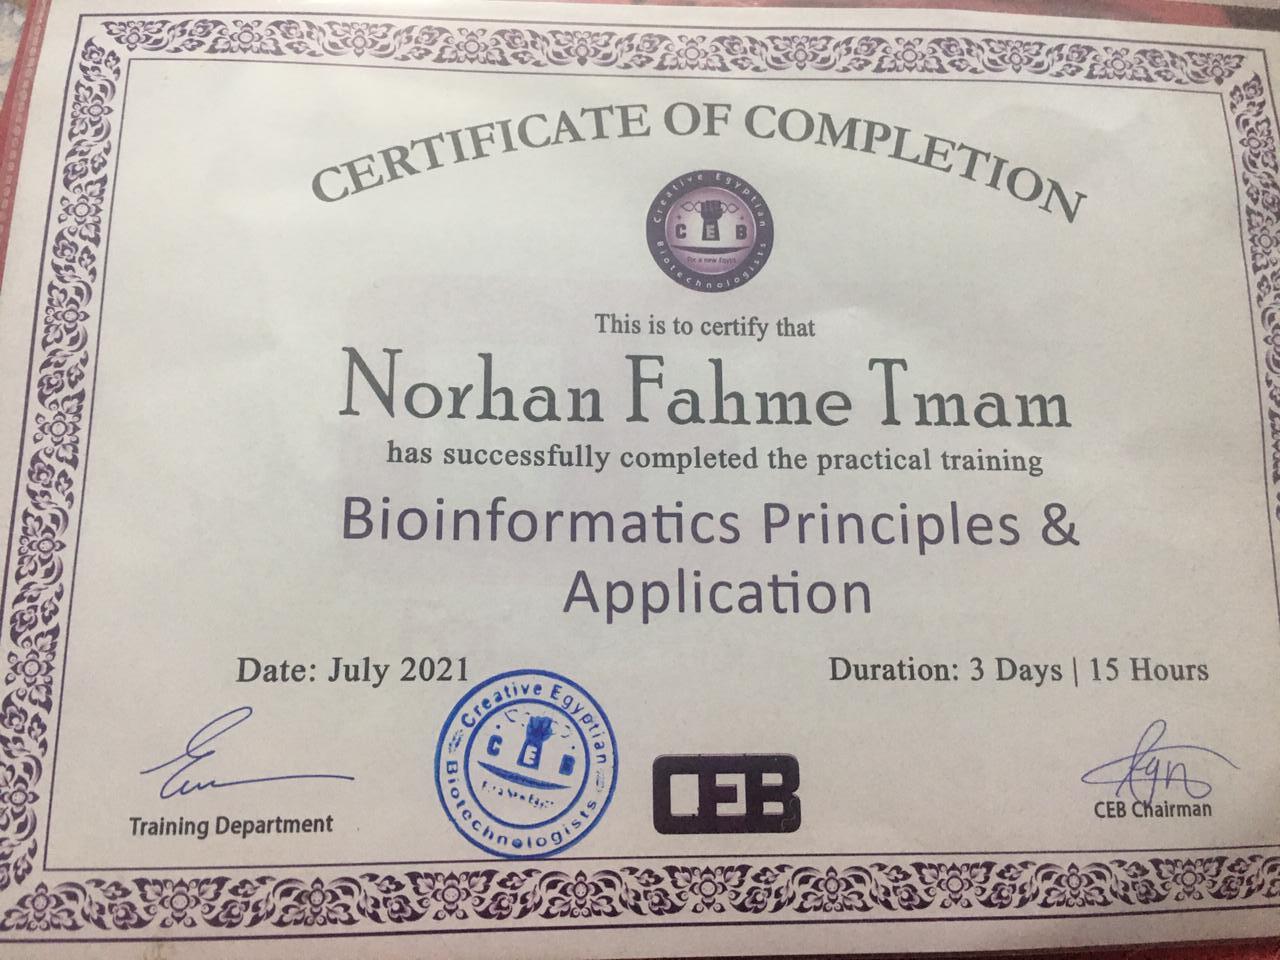 CERTIFICATE OF COMPLETION
Creative Egyptian
C E B
For a new Egypt
Biotechnologists
This is to certify that
Norhan Fahme Tmam
has successfully completed the practical training
Bioinformatics Principles &
Application
Date: July 2021
Duration: 3 Days | 15 Hours
Creative Egyptian
C E B
Biotechnologists
CEB
Training Department
CEB Chairman